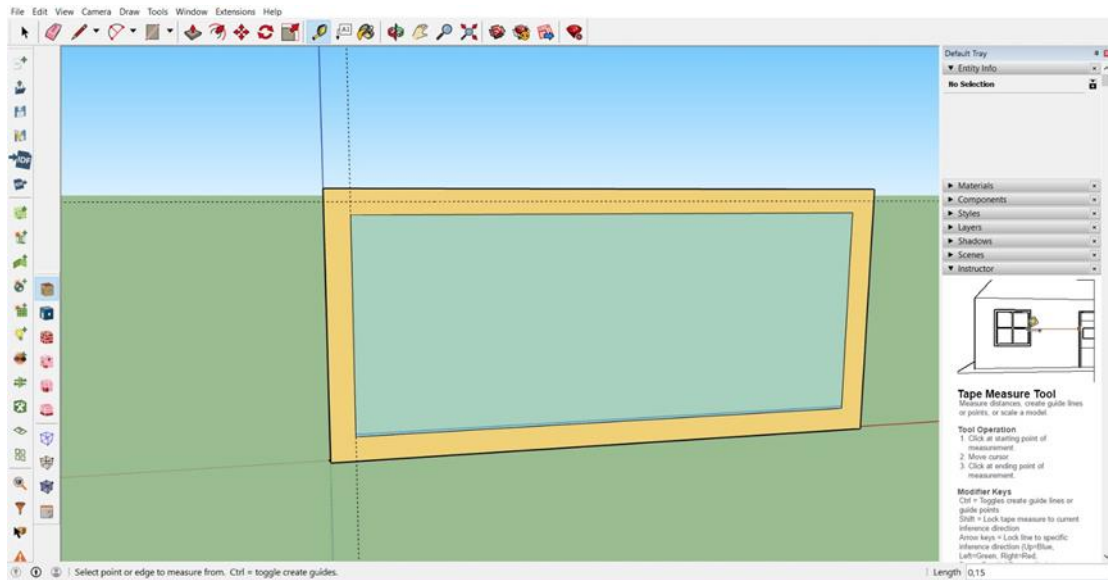 File Edit View Camera Draw Tools Window Extensions Help
A1
Default Tray
▼ Entity Info
No Selection
IDF
► Materials
► Components
► Styles
► Layers
► Shadows
► Scenes
▼ Instructor
Tape Measure Tool
Measure distances, create guide lines
or points, or scale a model.
Tool Operation
1. Click at starting point of
measurement.
2. Move cursor.
3. Click at ending point of
measurement.
Modifier Keys
Ctrl = Toggles create guide lines or
guide points
Shift = Lock tape measure to current
inference direction
Arrow keys = Lock line to specific
inference direction (Up=Blue,
Left=Green, Right=Red,
Select point or edge to measure from. Ctrl = toggle create guides.
Length 0,15